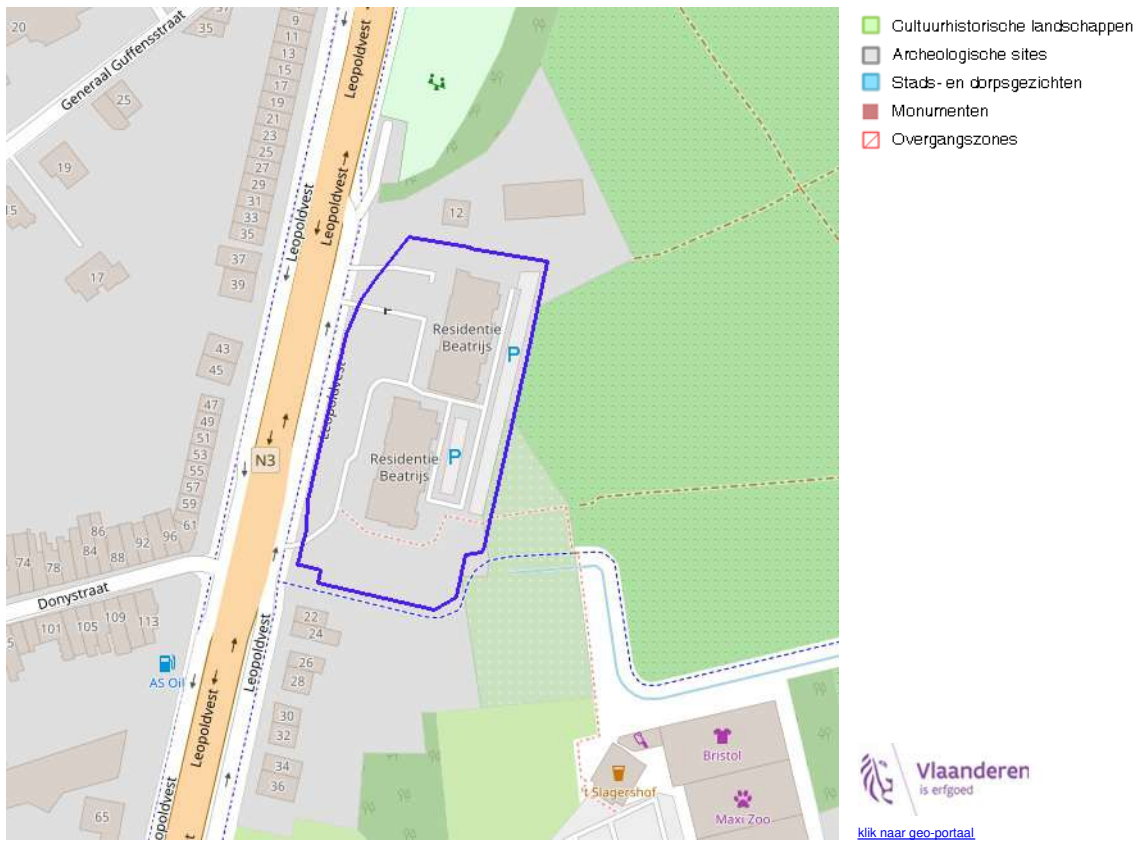 20
35
Generaal Guffensstraat
25
19
15
17
9
11
13
15
17
19
21
23
25
27
29
31
33
35
37
39
43
45
47
49
51
53
55
57
59
61
Leopoldvest
Leopoldvest
Leopoldvest
Leopoldvest
Leopoldvest
12
Residentie
Beatrijs
P
Residentie
Beatrijs
P
N3
74
78
86
84
88
92
96
Donystraat
101
105
109
113
AS Oil
Leopoldvest
Leopoldvest
Leopoldvest
opoldvest
65
22
24
26
28
30
32
34
36
Bristol
't Slagershof
Maxi Zoo
Cultuurhistorische landschappen
Archeologische sites
Stads- en dorpsgezichten
Monumenten
Overgangszones
Vlaanderen
is erfgoed
klik naar geo-portaal